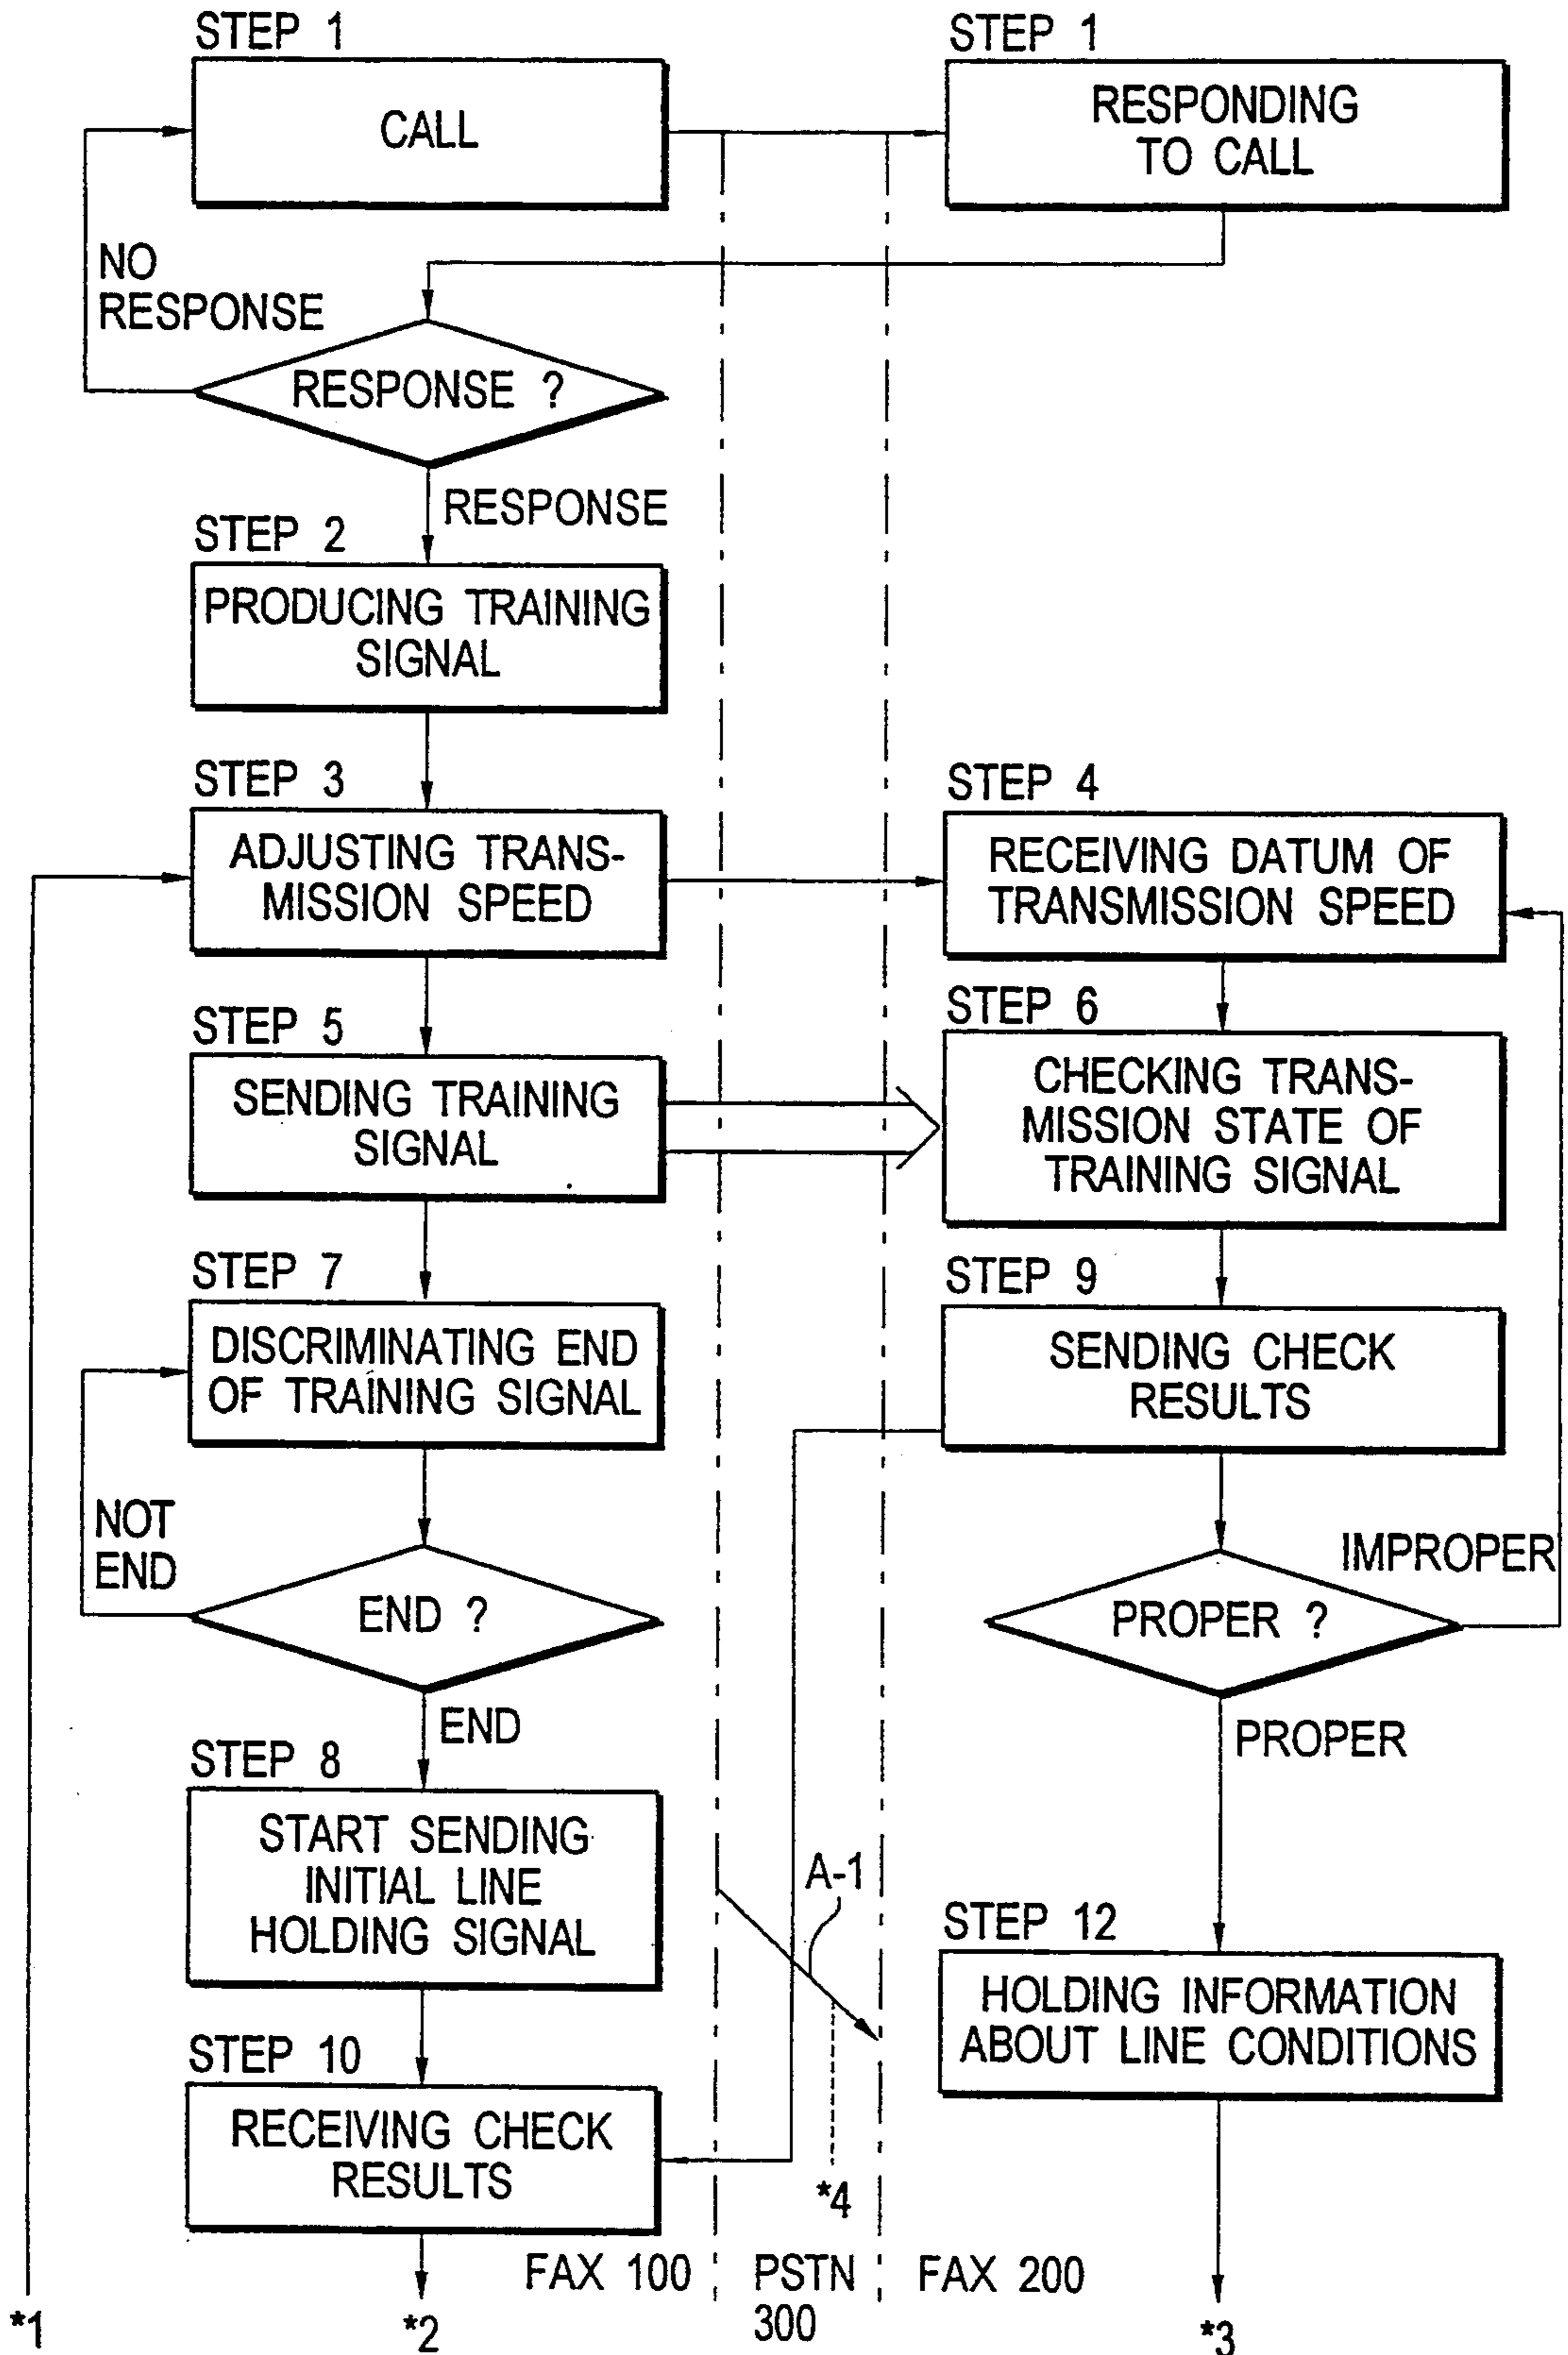 STEP 1
CALL
STEP 1
RESPONDING
TO CALL
NO
RESPONSE
RESPONSE ?
RESPONSE
STEP 2
PRODUCING TRAINING
SIGNAL
STEP 3
ADJUSTING TRANS-
MISSION SPEED
STEP 4
RECEIVING DATUM OF
TRANSMISSION SPEED
STEP 5
SENDING TRAINING
SIGNAL
STEP 6
CHECKING TRANS-
MISSION STATE OF
TRAINING SIGNAL
STEP 7
DISCRIMINATING END
OF TRAINING SIGNAL
STEP 9
SENDING CHECK
RESULTS
NOT
END
END ?
IMPROPER
PROPER ?
END
PROPER
STEP 8
START SENDING
INITIAL LINE
HOLDING SIGNAL
A-1
STEP 12
HOLDING INFORMATION
ABOUT LINE CONDITIONS
STEP 10
RECEIVING CHECK
RESULTS
*4
FAX 100
PSTN
300
FAX 200
*1
*2
*3